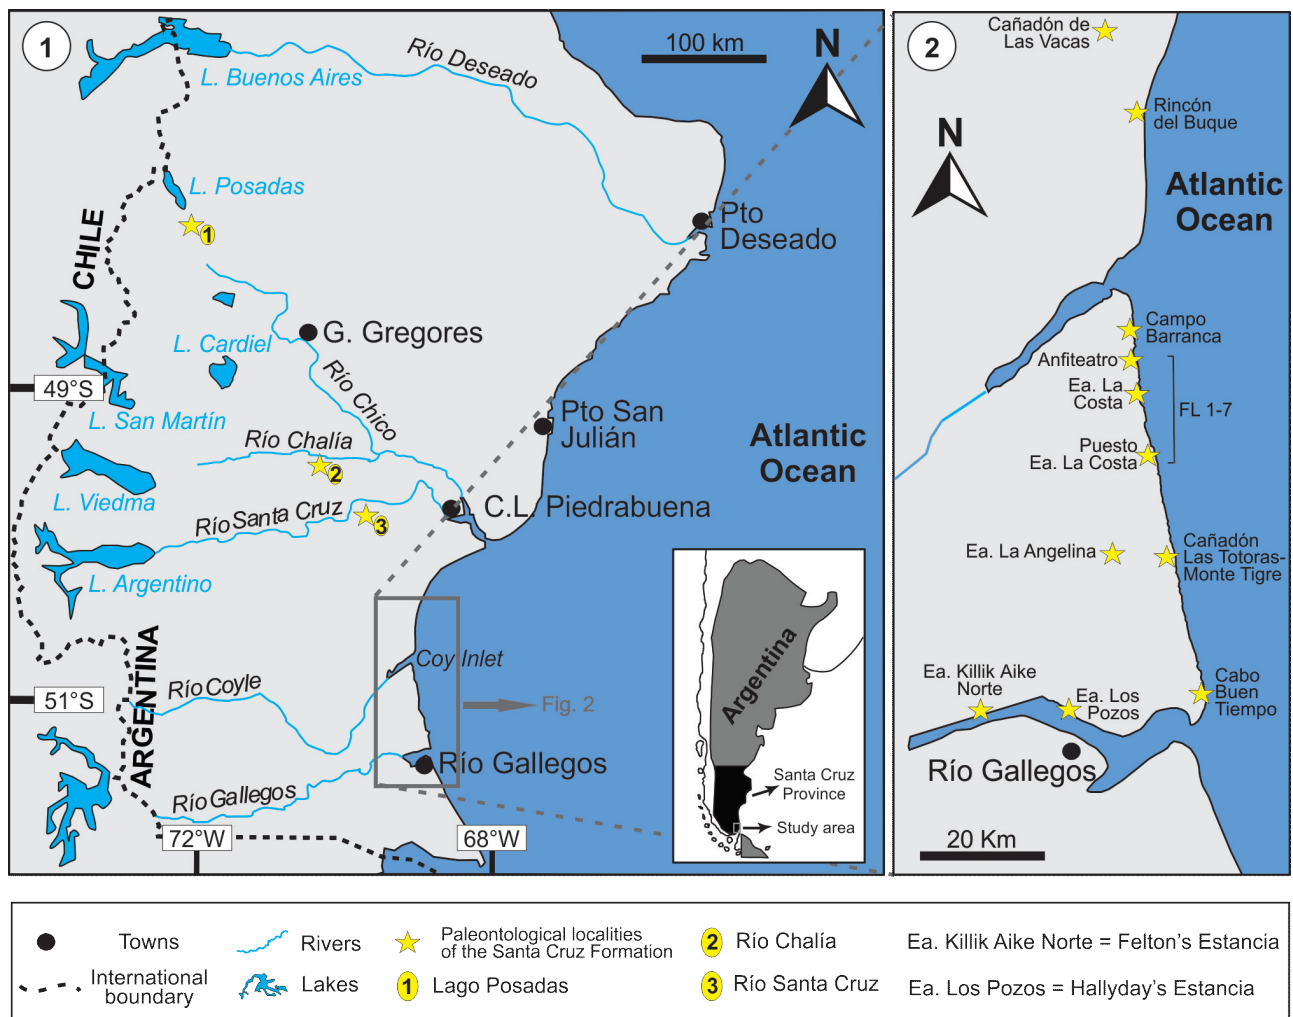 1
L. Buenos Aires
Río Deseado
100 km
N
L. Posadas
1
Pto
Deseado
CHILE
G. Gregores
L. Cardiel
49°S
L. San Martín
Río Chico
Pto San
Julián
Río Chalía
2
Atlantic
Ocean
L. Viedma
Río Santa Cruz
3
C.L. Piedrabuena
L. Argentino
ARGENTINA
Coy Inlet
51°S
Río Coyle
Fig. 2
Río Gallegos
Río Gallegos
72°W
68°W
Argentina
Santa Cruz
Province
Study area
2
Cañadón de
Las Vacas
Rincón
del Buque
N
Atlantic
Ocean
Campo
Barranca
Anfiteatro
Ea. La
Costa
FL 1-7
Puesto
Ea. La Costa
Ea. La Angelina
Cañadón
Las Totoras-
Monte Tigre
Ea. Killik Aike
Norte
Ea. Los
Pozos
Cabo
Buen
Tiempo
Río Gallegos
20 Km
Towns
Rivers
Paleontological localities
of the Santa Cruz Formation
2 Río Chalía
Ea. Killik Aike Norte = Felton's Estancia
International
boundary
Lakes
1 Lago Posadas
3 Río Santa Cruz
Ea. Los Pozos = Hallyday's Estancia